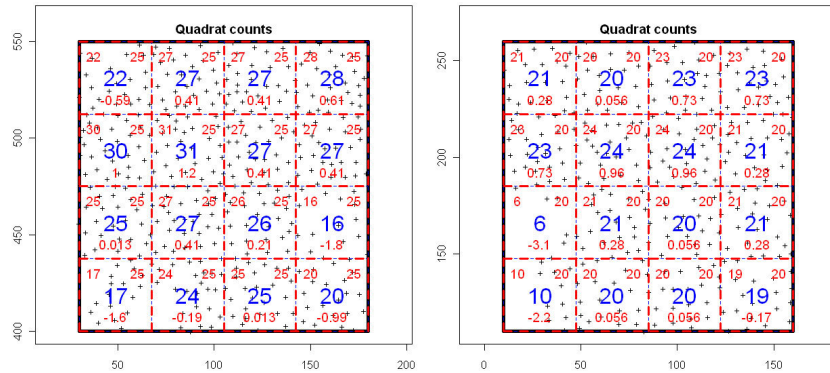 Quadrat counts
550
500
450
400
22 25 27 25 27 25 28 25
22 27 27 28
-0.59 0.41 0.41 0.61
30 25 31 25 27 25 27 25
30 31 27 27
1 1.2 0.41 0.41
25 25 27 25 26 25 16 25
25 27 26 16
0.013 0.41 0.21 -1.8
17 25 24 25 25 25 20 25
17 24 25 20
-1.6 -0.19 0.013 -0.99
50 100 150 200
Quadrat counts
250
200
150
21 20 20 20 23 20 23 20
21 20 23 23
0.28 0.056 0.73 0.73
23 20 24 20 24 20 21 20
23 24 24 21
0.73 0.96 0.96 0.28
6 20 21 20 20 20 21 20
6 21 20 21
-3.1 0.28 0.056 0.28
10 20 20 20 20 20 19 20
10 20 20 19
-2.2 0.056 0.056 -0.17
0 50 100 150